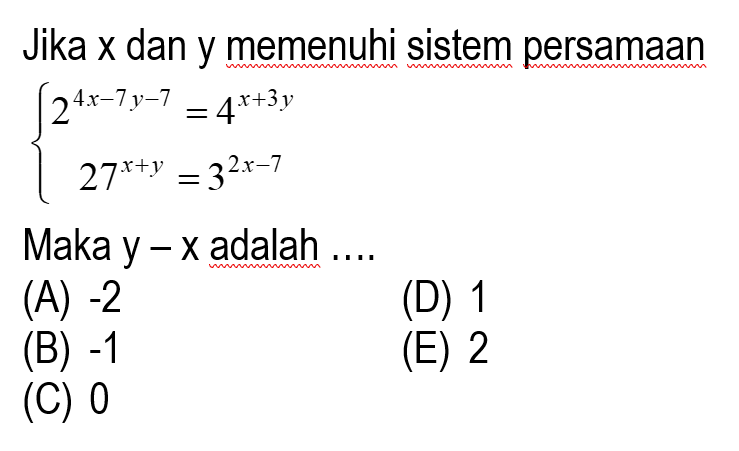 Jika x dan y memenuhi sistem persamaan
2^{4x−7y−7} = 4^{x+3y}
27^{x+y} = 3^{2x−7}
Maka y – x adalah ....
(A) -2 (D) 1
(B) -1 (E) 2
(C) 0